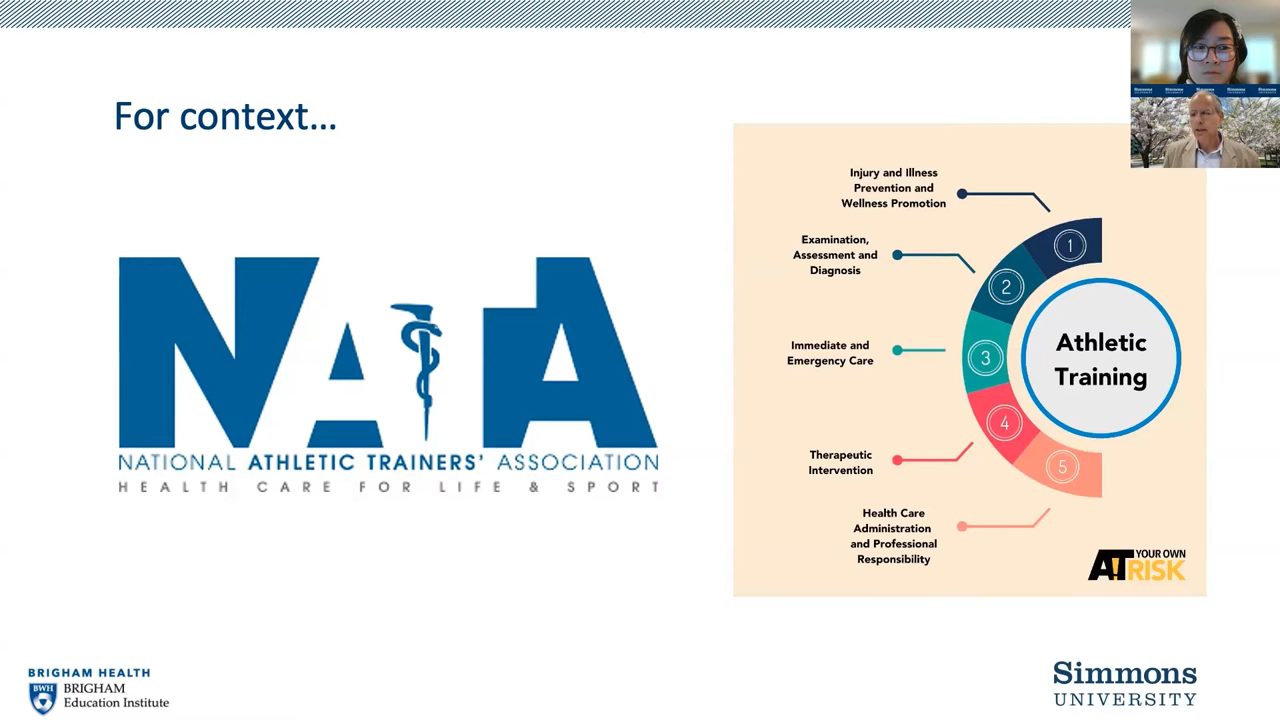 For context...
NATA
NATIONAL ATHLETIC TRAINERS' ASSOCIATION
HEALTH CARE FOR LIFE & SPORT
Injury and Illness
Prevention and
Wellness Promotion
Examination,
Assessment and
Diagnosis
Immediate and
Emergency Care
Therapeutic
Intervention
Health Care
Administration
and Professional
Responsibility
1
2
3
4
5
Athletic
Training
AT YOUR OWN
RISK
BRIGHAM HEALTH
BWH
BRIGHAM
Education Institute
Simmons
UNIVERSITY
Simmons